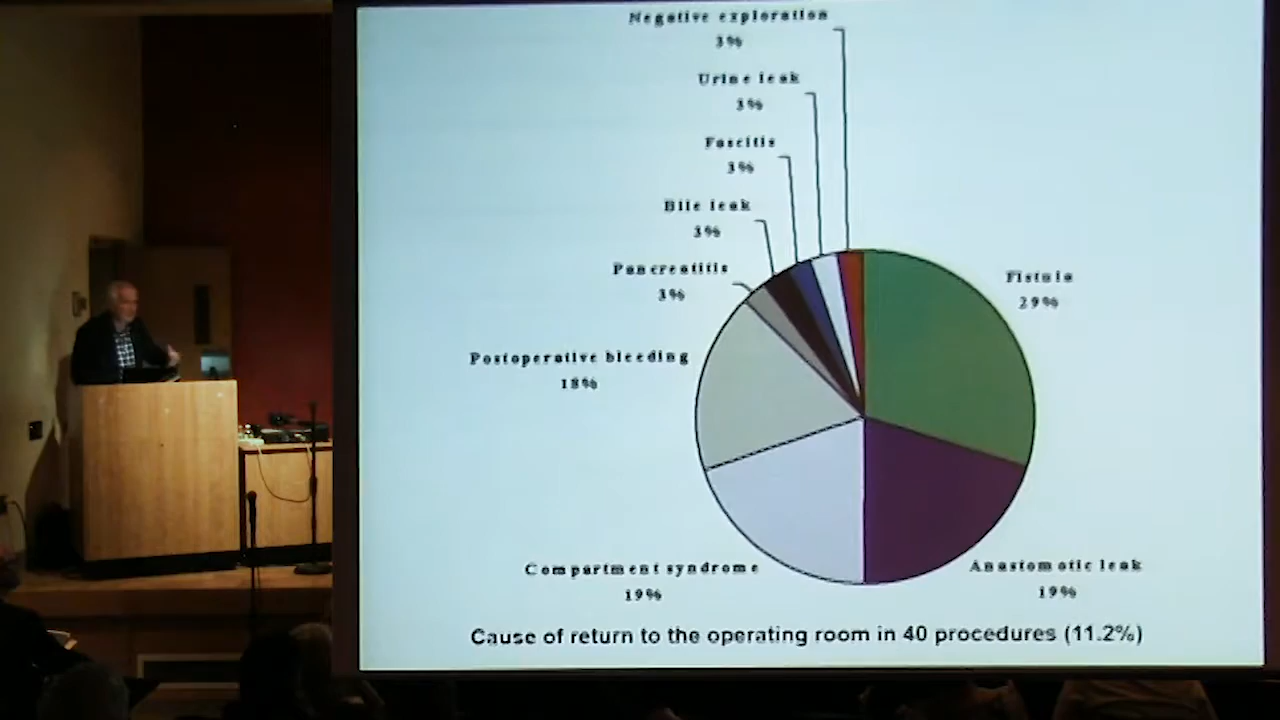 Negative exploration
3%
Urine leak
3%
Fascitis
3%
Bile leak
3%
Pancreatitis
3%
Fistula
29%
Postoperative bleeding
18%
Compartment syndrome
19%
Anastomotic leak
19%
Cause of return to the operating room in 40 procedures (11.2%)